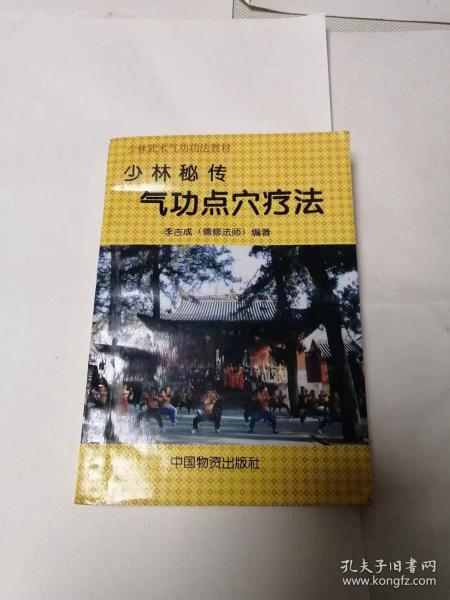 少林武术气功功法教材
少林秘传
气功点穴疗法
李吉成（德修法师）编著
中国物资出版社
孔夫子旧书网
www.kongfz.com